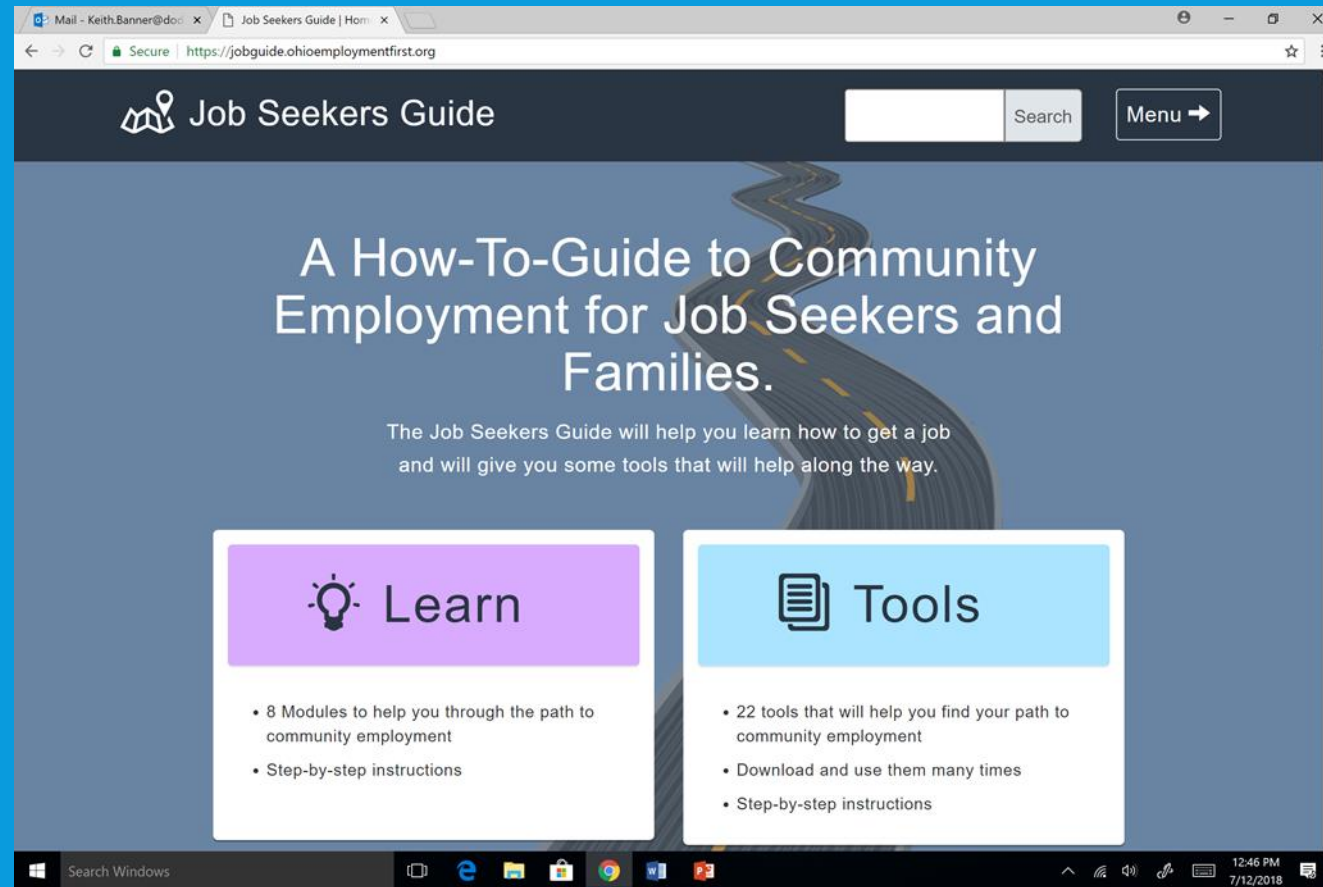 Mail - Keith.Banner@dod
Job Seekers Guide | Hom
Secure
https://jobguide.ohioemploymentfirst.org
Job Seekers Guide
Search
Menu
A How-To-Guide to Community
Employment for Job Seekers and
Families.
The Job Seekers Guide will help you learn how to get a job
and will give you some tools that will help along the way.
Learn
• 8 Modules to help you through the path to
community employment
• Step-by-step instructions
Tools
• 22 tools that will help you find your path to
community employment
• Download and use them many times
• Step-by-step instructions
Search Windows
12:46 PM
7/12/2018